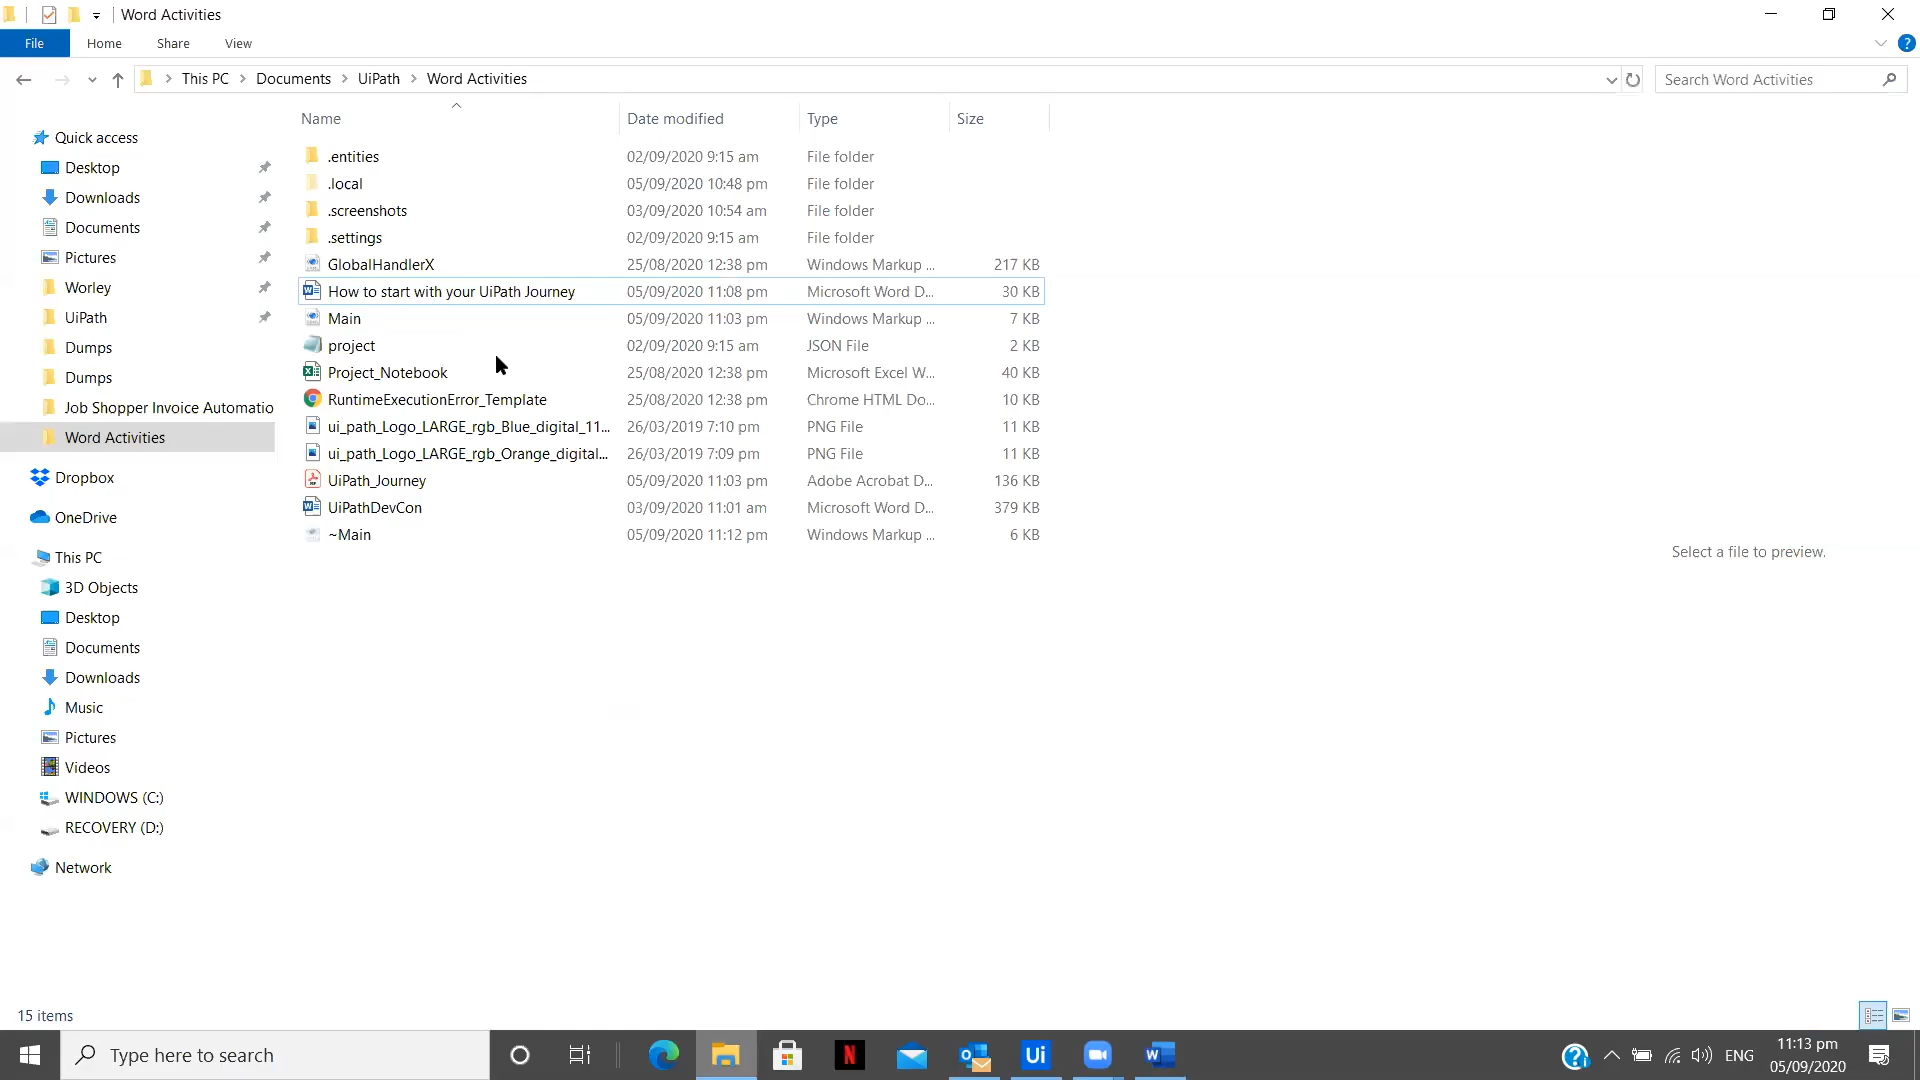 Word Activities
File Home Share View
This PC Documents UiPath Word Activities
Search Word Activities
Name Date modified Type Size
Quick access
Desktop
Downloads
Documents
Pictures
Worley
UiPath
Dumps
Dumps
Job Shopper Invoice Automatio
Word Activities
Dropbox
OneDrive
This PC
3D Objects
Desktop
Documents
Downloads
Music
Pictures
Videos
WINDOWS (C:)
RECOVERY (D:)
Network
.entities 02/09/2020 9:15 am File folder
.local 05/09/2020 10:48 pm File folder
.screenshots 03/09/2020 10:54 am File folder
.settings 02/09/2020 9:15 am File folder
GlobalHandlerX 25/08/2020 12:38 pm Windows Markup ... 217 KB
How to start with your UiPath Journey 05/09/2020 11:08 pm Microsoft Word D... 30 KB
Main 05/09/2020 11:03 pm Windows Markup ... 7 KB
project 02/09/2020 9:15 am JSON File 2 KB
Project_Notebook 25/08/2020 12:38 pm Microsoft Excel W... 40 KB
RuntimeExecutionError_Template 25/08/2020 12:38 pm Chrome HTML Do... 10 KB
ui_path_Logo_LARGE_rgb_Blue_digital_11... 26/03/2019 7:10 pm PNG File 11 KB
ui_path_Logo_LARGE_rgb_Orange_digital... 26/03/2019 7:09 pm PNG File 11 KB
UiPath_Journey 05/09/2020 11:03 pm Adobe Acrobat D... 136 KB
UiPathDevCon 03/09/2020 11:01 am Microsoft Word D... 379 KB
~Main 05/09/2020 11:12 pm Windows Markup ... 6 KB
Select a file to preview.
15 items
Type here to search
Ui
ENG
11:13 pm
05/09/2020